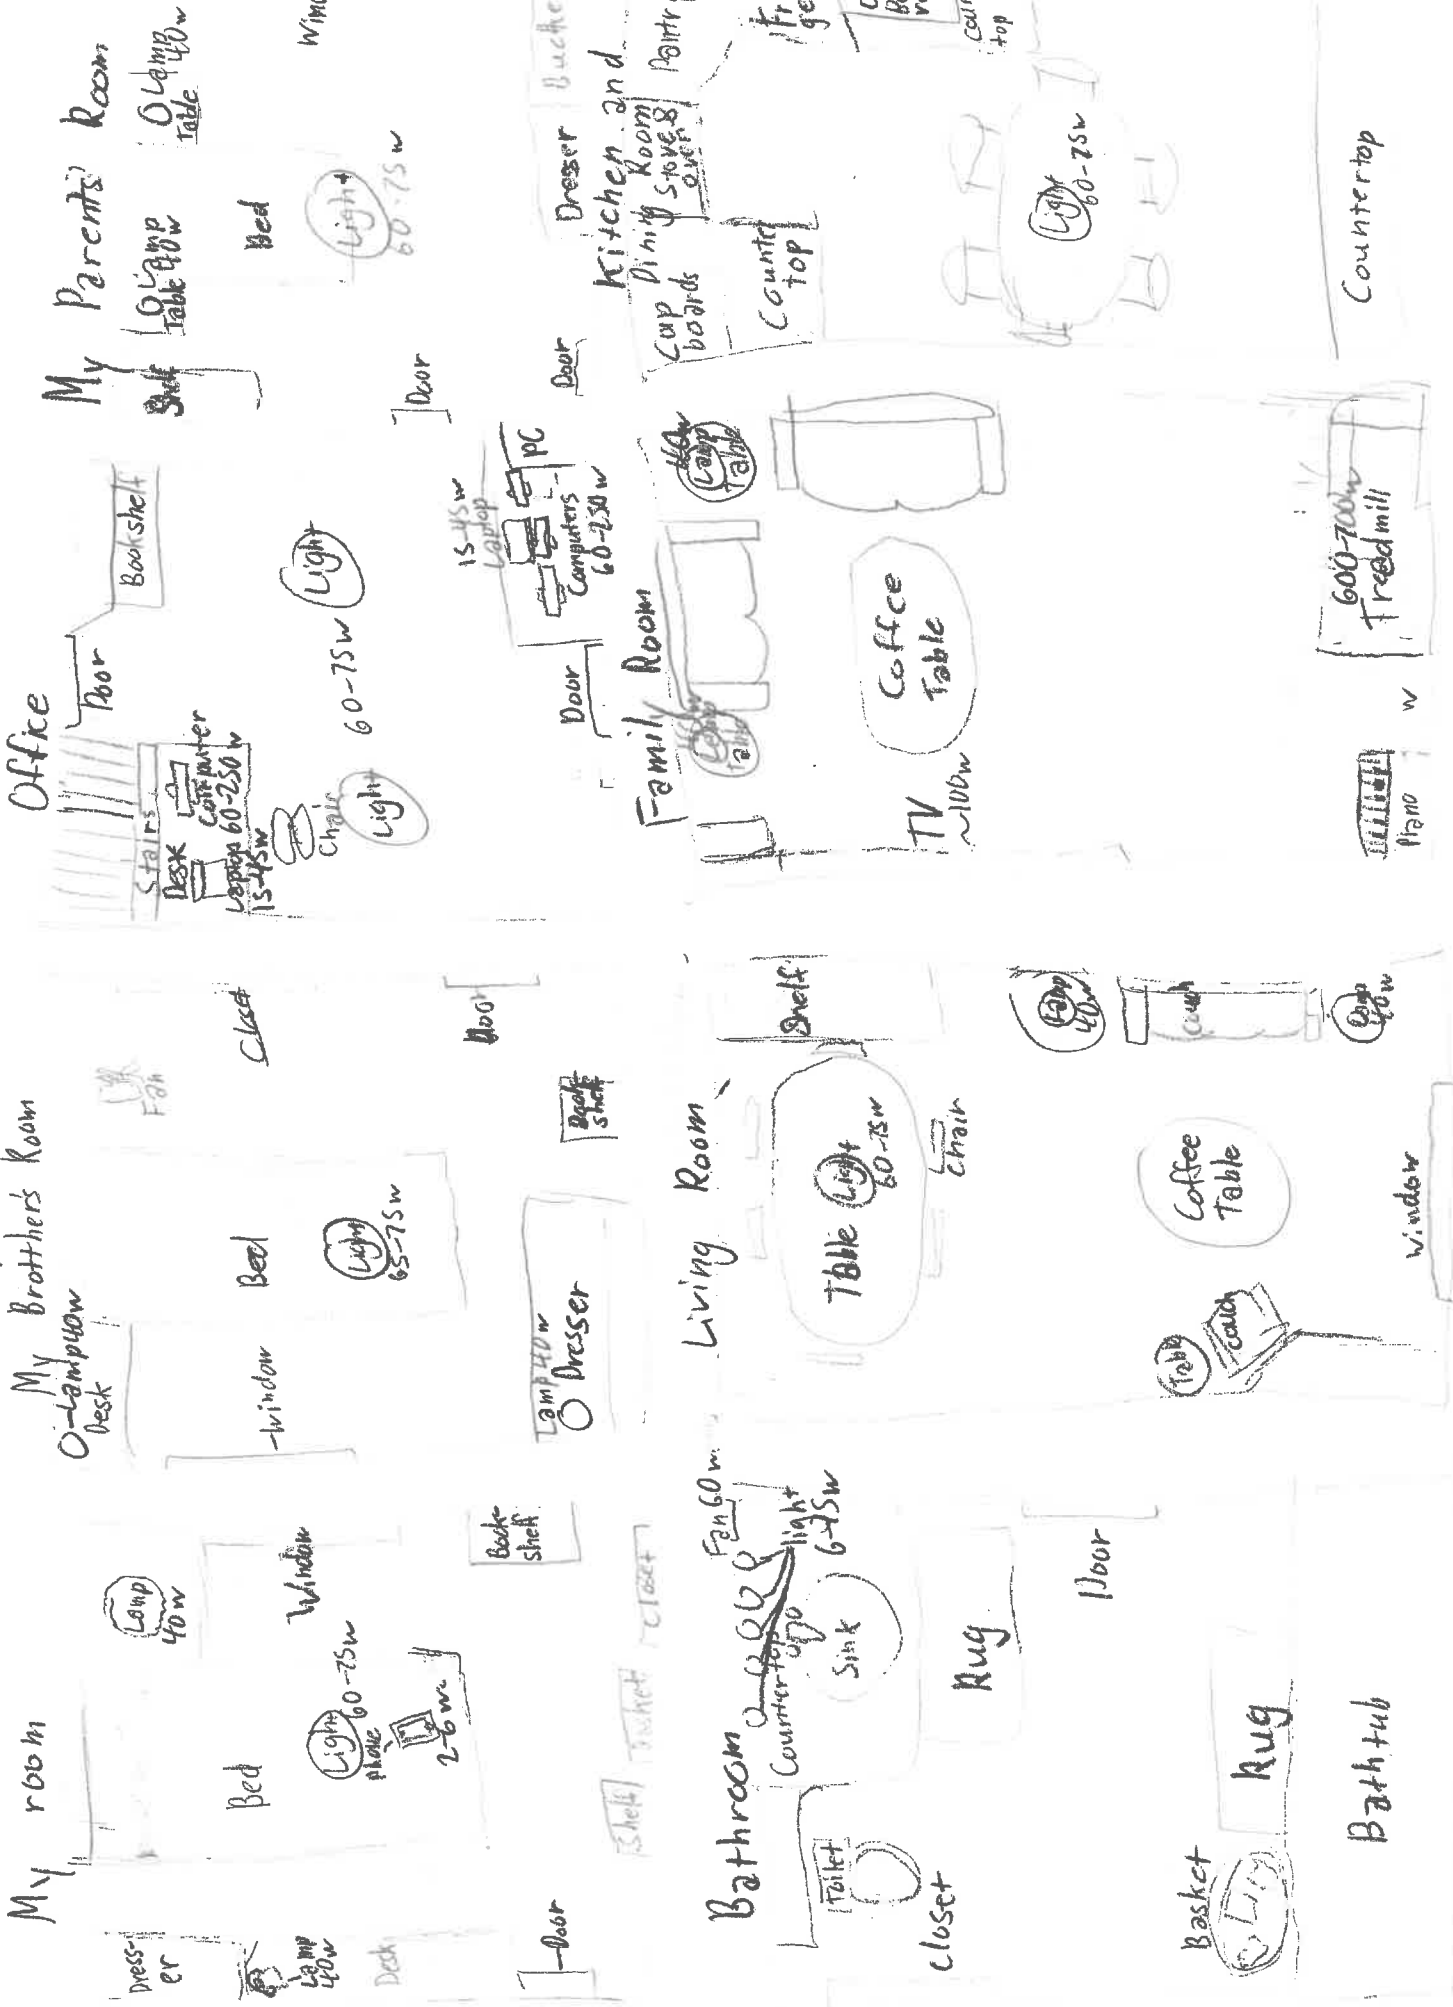 My room
Dress-
er
Lamp
40w
Desk
Door
Bed
Light
60-75w
phone
2-6w
Lamp
40w
Window
Book-
shelf
Shelf
closet
My Brotther's Room
O-Lamp40w
Desk
-Window
Bed
Light
65-75w
Lamp 40w
Dresser
Fan
Closet
Door
Book-
shelf
Office
Stairs
Desk
Laptop
15-45w
Computer
60-250w
Chair
Light
60-75w
Light
Door
Bookshelf
Door
15-45w
Laptop
Computers
60-250w
PC
My Parents' Room
Shelf
Lamp
Table 40w
Lamp
40w
Table
Bed
Light
60-75w
Door
Door
Dresser
Bathroom
Toilet
Closet
Countertop
Sink
Fan 60w
light
6-75w
Rug
Door
Basket
Rug
Bathtub
Living Room
Table
Light
60-75w
Chair
Shelf
Table
couch
Coffee
Table
Window
Lamp
40w
couch
Lamp
40w
Family Room
Lamp
Table
Lamp
Table
TV
~100w
Coffee
Table
Piano
W
600-700w
Treadmill
Kitchen and
Dining Room
Cup
boards
Counter
top
Stove &
oven
Light
60-75w
Countertop